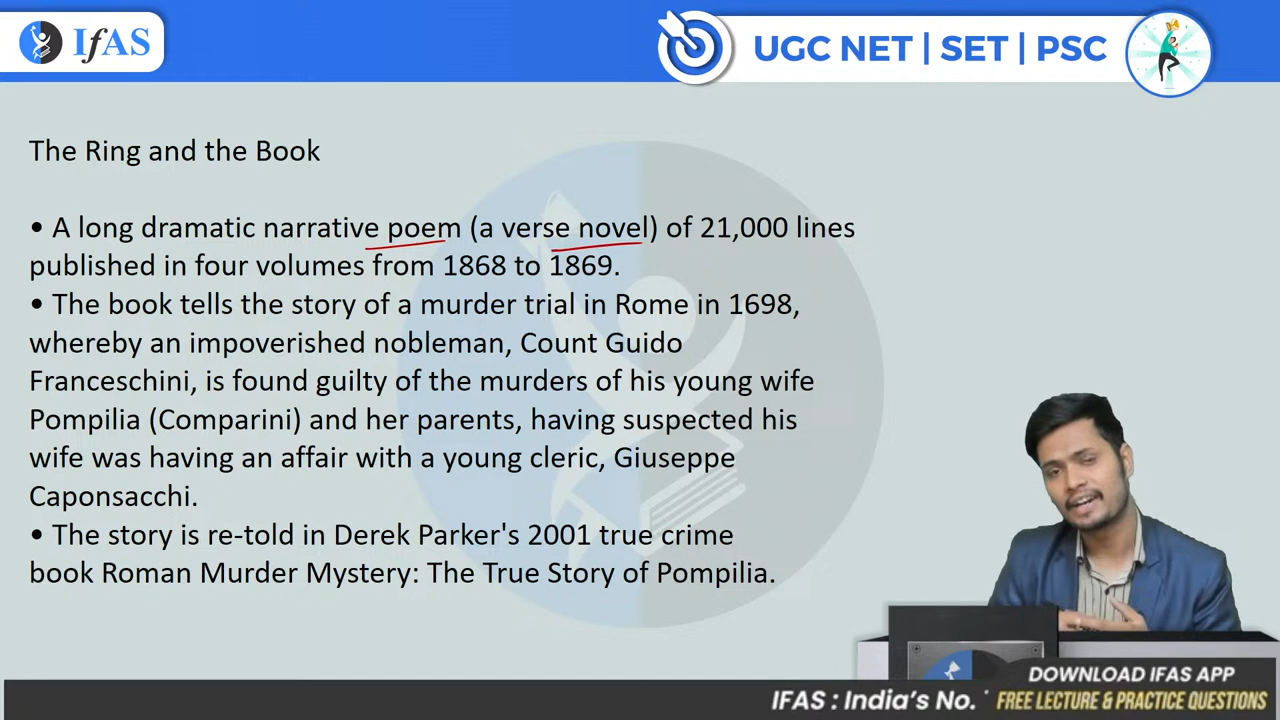 IfAS
UGC NET | SET | PSC
The Ring and the Book
• A long dramatic narrative poem (a verse novel) of 21,000 lines
published in four volumes from 1868 to 1869.
• The book tells the story of a murder trial in Rome in 1698,
whereby an impoverished nobleman, Count Guido
Franceschini, is found guilty of the murders of his young wife
Pompilia (Comparini) and her parents, having suspected his
wife was having an affair with a young cleric, Giuseppe
Caponsacchi.
• The story is re-told in Derek Parker's 2001 true crime
book Roman Murder Mystery: The True Story of Pompilia.
DOWNLOAD IFAS APP
IFAS : India's No. FREE LECTURE & PRACTICE QUESTIONS